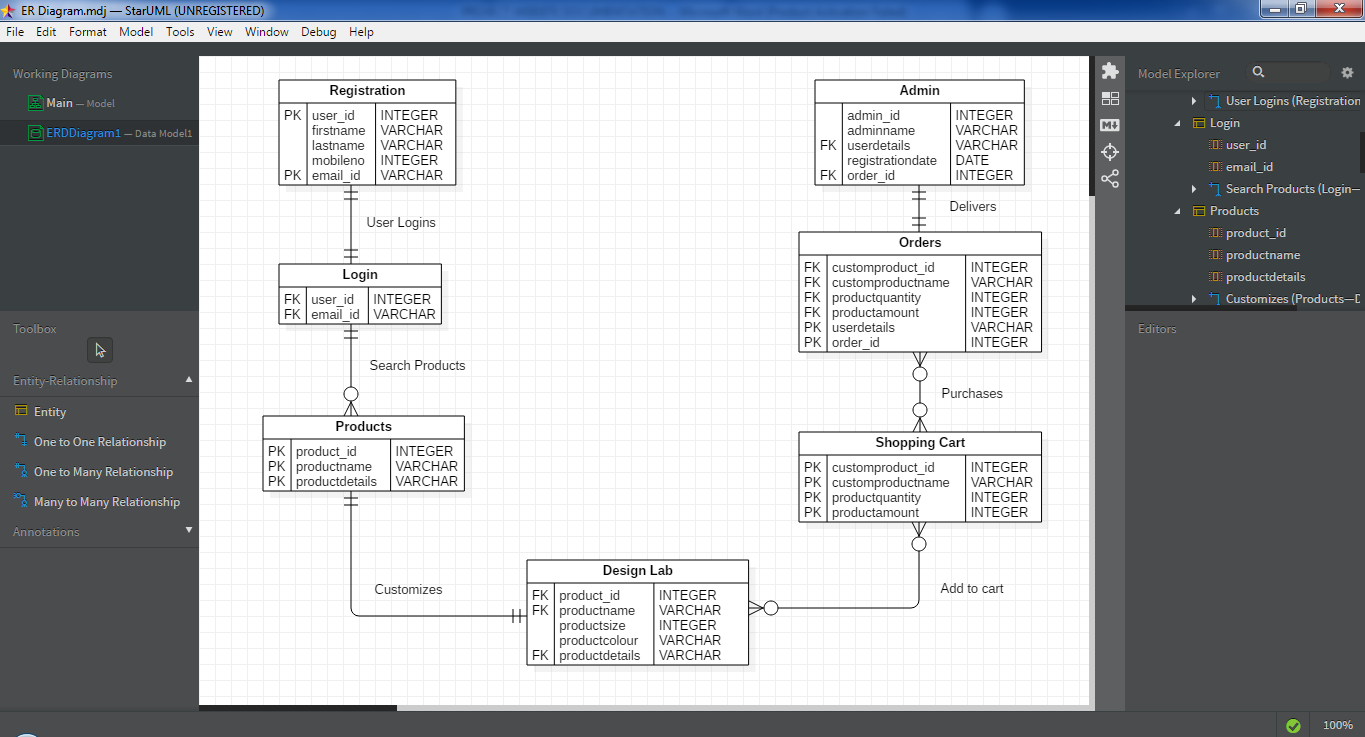 ER Diagram.mdj — StarUML (UNREGISTERED)
File Edit Format Model Tools View Window Debug Help
Working Diagrams
Main — Model
ERDDiagram1 — Data Model1
Toolbox
Entity-Relationship
Entity
One to One Relationship
One to Many Relationship
Many to Many Relationship
Annotations
Registration
PK user_id INTEGER
firstname VARCHAR
lastname VARCHAR
mobileno INTEGER
PK email_id VARCHAR
User Logins
Login
FK user_id INTEGER
FK email_id VARCHAR
Search Products
Products
PK product_id INTEGER
PK productname VARCHAR
PK productdetails VARCHAR
Customizes
Design Lab
FK product_id INTEGER
FK productname VARCHAR
productsize INTEGER
productcolour VARCHAR
FK productdetails VARCHAR
Admin
admin_id INTEGER
adminname VARCHAR
FK userdetails VARCHAR
registrationdate DATE
FK order_id INTEGER
Delivers
Orders
FK customproduct_id INTEGER
FK customproductname VARCHAR
FK productquantity INTEGER
FK productamount INTEGER
PK userdetails VARCHAR
PK order_id INTEGER
Purchases
Shopping Cart
PK customproduct_id INTEGER
PK customproductname VARCHAR
PK productquantity INTEGER
PK productamount INTEGER
Add to cart
M
Model Explorer
User Logins (Registration
Login
user_id
email_id
Search Products (Login—
Products
product_id
productname
productdetails
Customizes (Products—D
Editors
100%